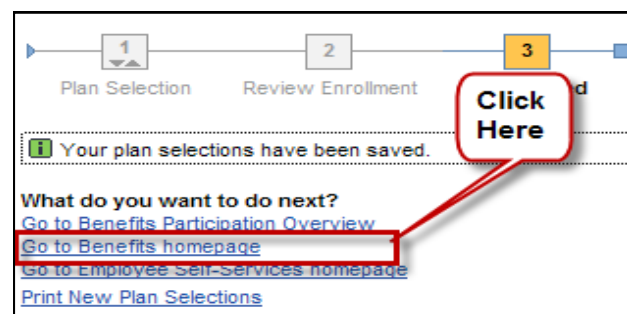 1 2 3
Plan Selection Review Enrollment d
Click
Here
Your plan selections have been saved.
What do you want to do next?
Go to Benefits Participation Overview
Go to Benefits homepage
Go to Employee Self-Services homepage
Print New Plan Selections